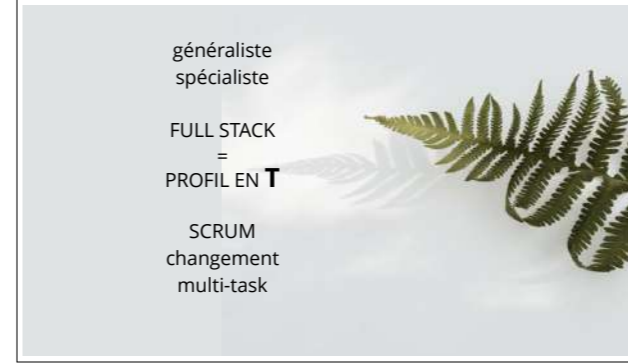 généraliste
spécialiste
FULL STACK
=
PROFIL EN T
SCRUM
changement
multi-task